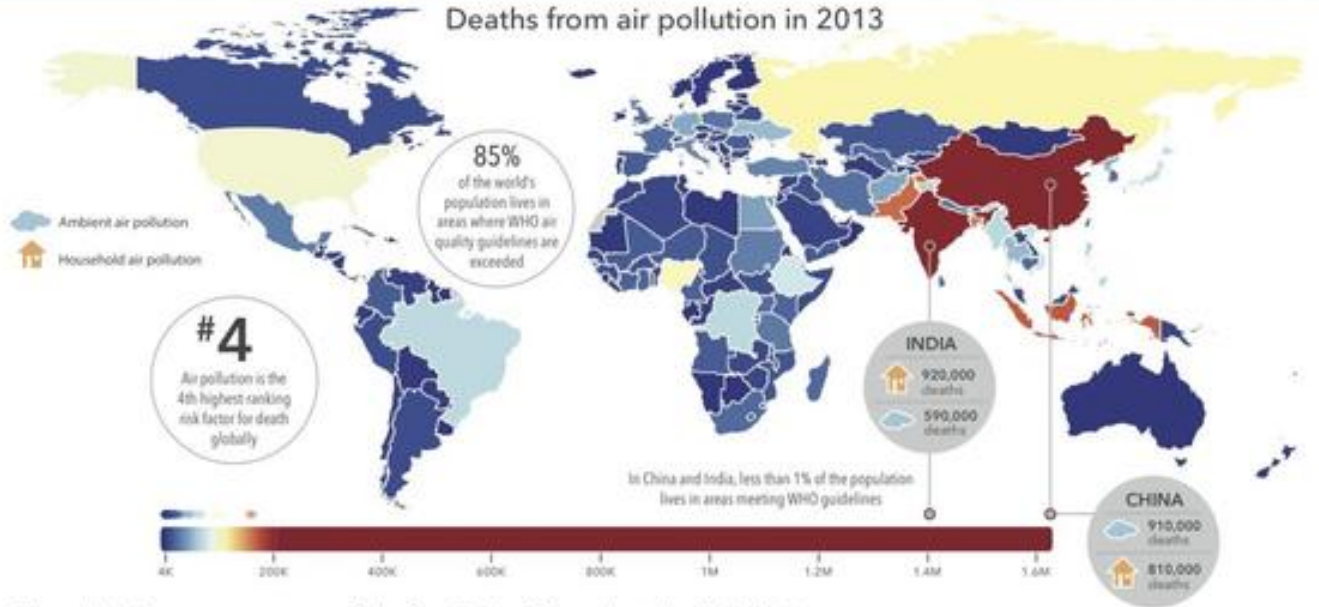 Deaths from air pollution in 2013
85%
of the world's
population lives in
areas where WHO air
quality guidelines are
exceeded
Ambient air pollution
Household air pollution
#4
Air pollution is the
4th highest ranking
risk factor for death
globally
INDIA
920,000
deaths
590,000
deaths
In China and India, less than 1% of the population
lives in areas meeting WHO guidelines
CHINA
910,000
deaths
810,000
deaths
4K 200K 400K 600K 800K 1M 1.2M 1.4M 1.6M